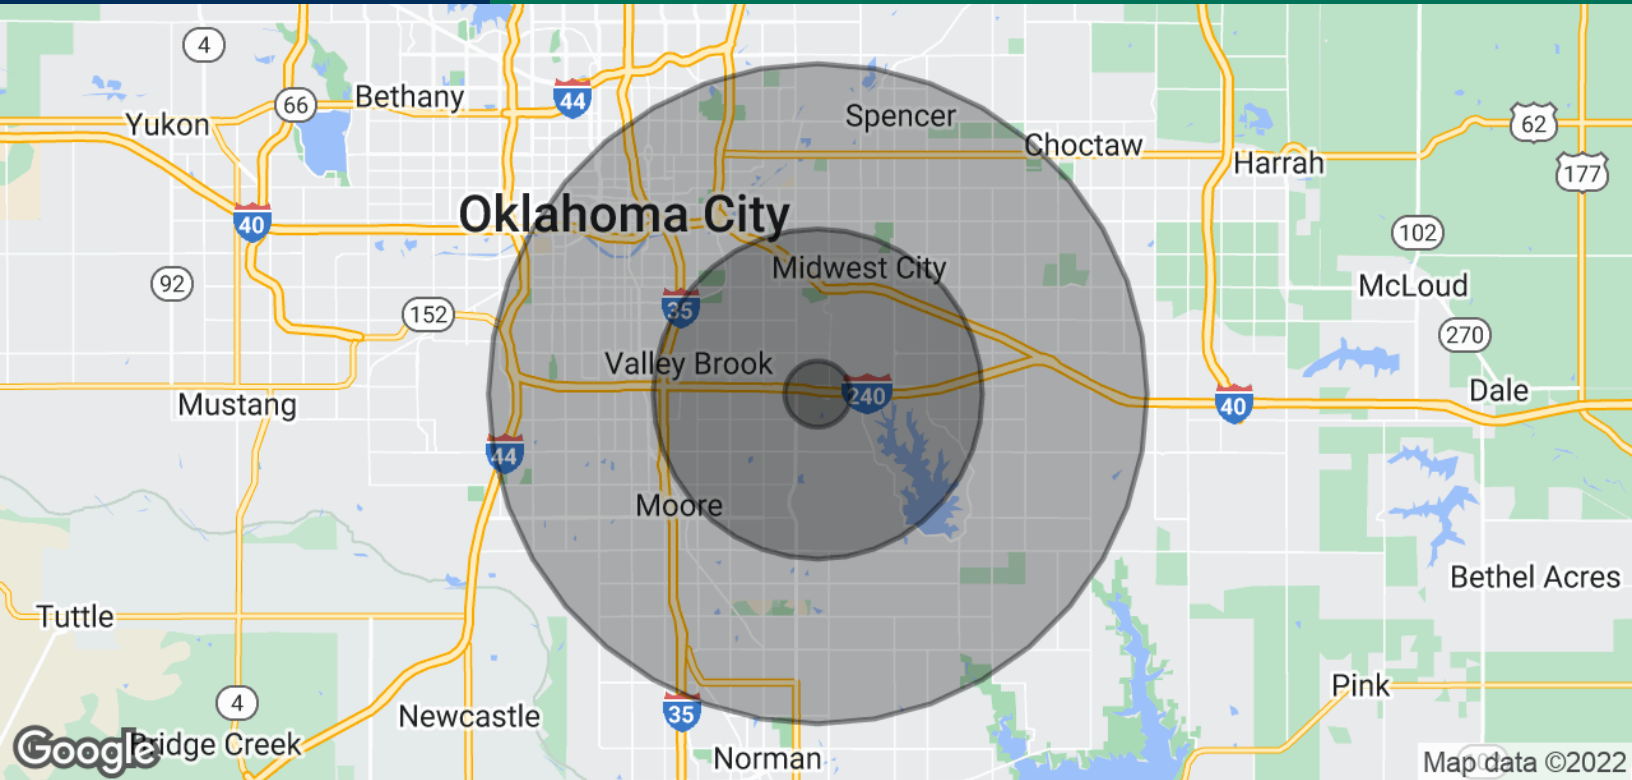 4
44
66
Bethany
Spencer
Yukon
62
Choctaw
Harrah
177
Oklahoma City
40
102
Midwest City
92
McLoud
35
152
270
Valley Brook
240
Dale
Mustang
40
44
Moore
Bethel Acres
Tuttle
Pink
4
Newcastle
35
Bridge Creek
Norman
Google
Map data ©2022